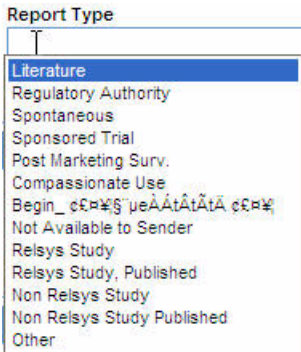 Report Type
Literature
Regulatory Authority
Spontaneous
Sponsored Trial
Post Marketing Surv.
Compassionate Use
Begin_ ¢£¤¥¦§¨µeÀÁtÂtÃtÄ ¢£¤¥¦
Not Available to Sender
Relsys Study
Relsys Study, Published
Non Relsys Study
Non Relsys Study Published
Other